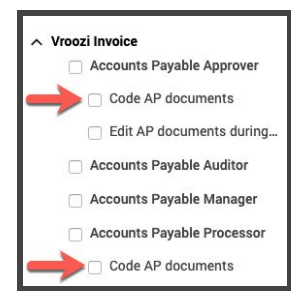 Vroozi Invoice
Accounts Payable Approver
Code AP documents
Edit AP documents during...
Accounts Payable Auditor
Accounts Payable Manager
Accounts Payable Processor
Code AP documents